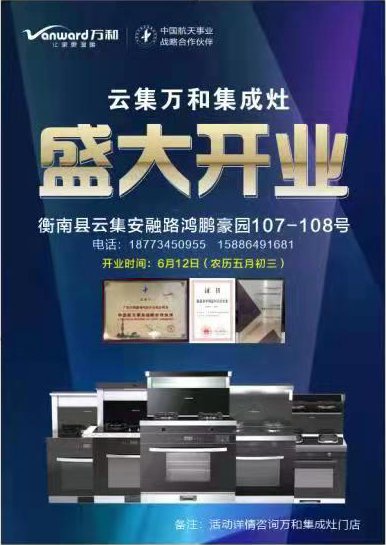 Vanward万和
让家更温暖
中国航天事业
战略合作伙伴
云集万和集成灶
盛大开业
衡南县云集安融路鸿鹏豪园107-108号
电话：18773450955 15886491681
开业时间：6月12日（农历五月初三）
证书
备注：活动详情咨询万和集成灶门店